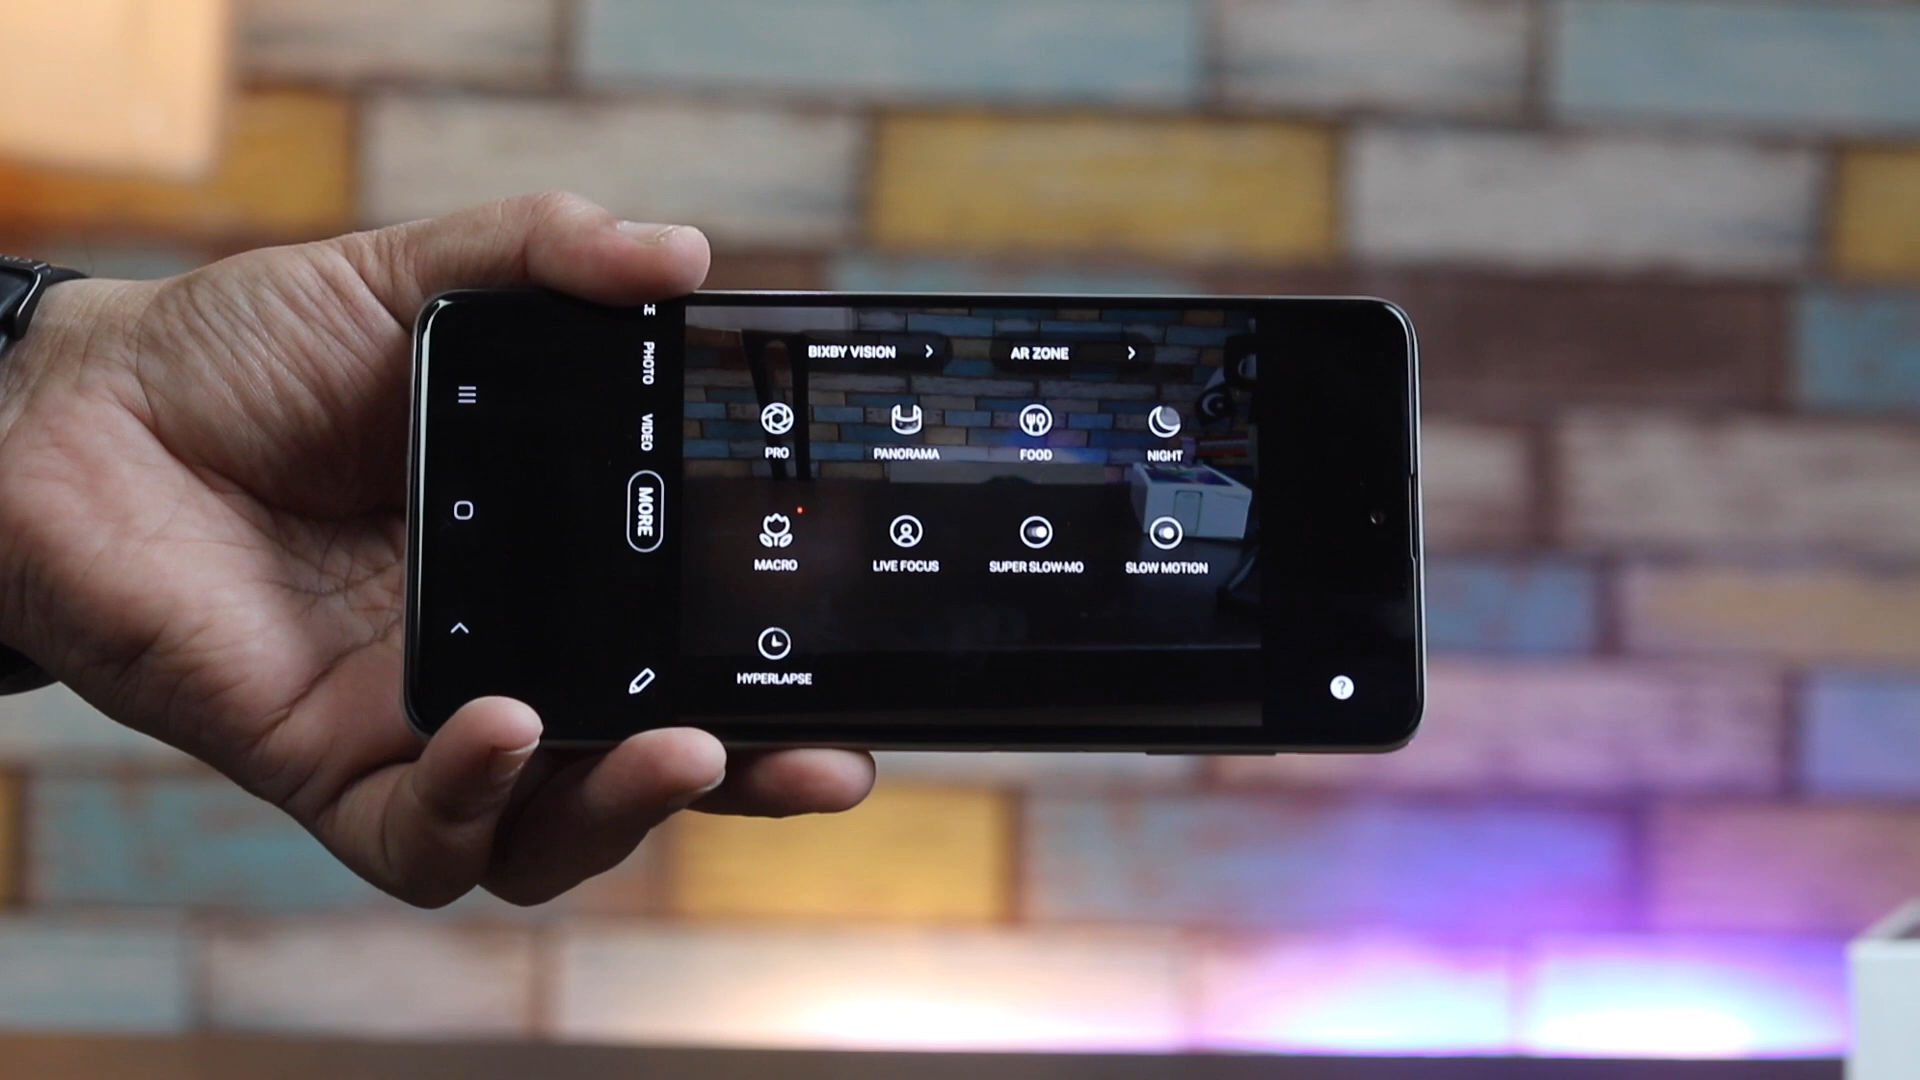 PHOTO
VIDEO
MORE
BIXBY VISION
AR ZONE
PRO
PANORAMA
FOOD
NIGHT
MACRO
LIVE FOCUS
SUPER SLOW-MO
SLOW MOTION
HYPERLAPSE
?